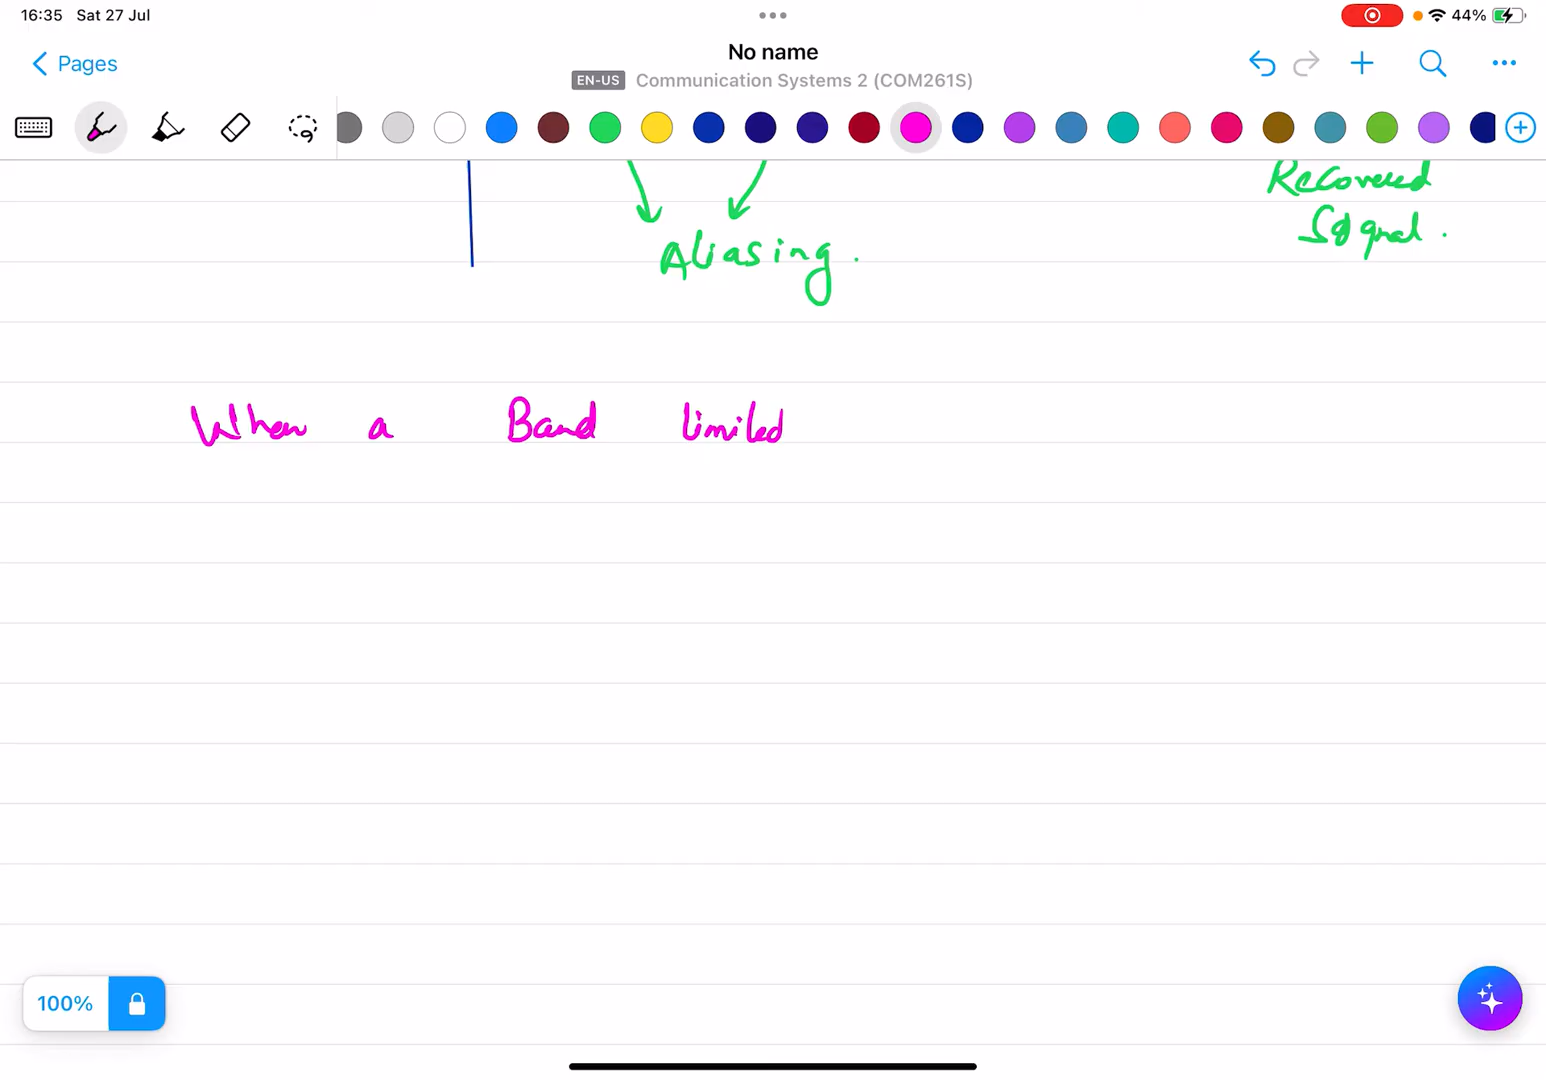 16:35 Sat 27 Jul
44%
Pages
No name
EN-US Communication Systems 2 (COM261S)
Recovered
Signal.
Aliasing.
When a Band limited
100%